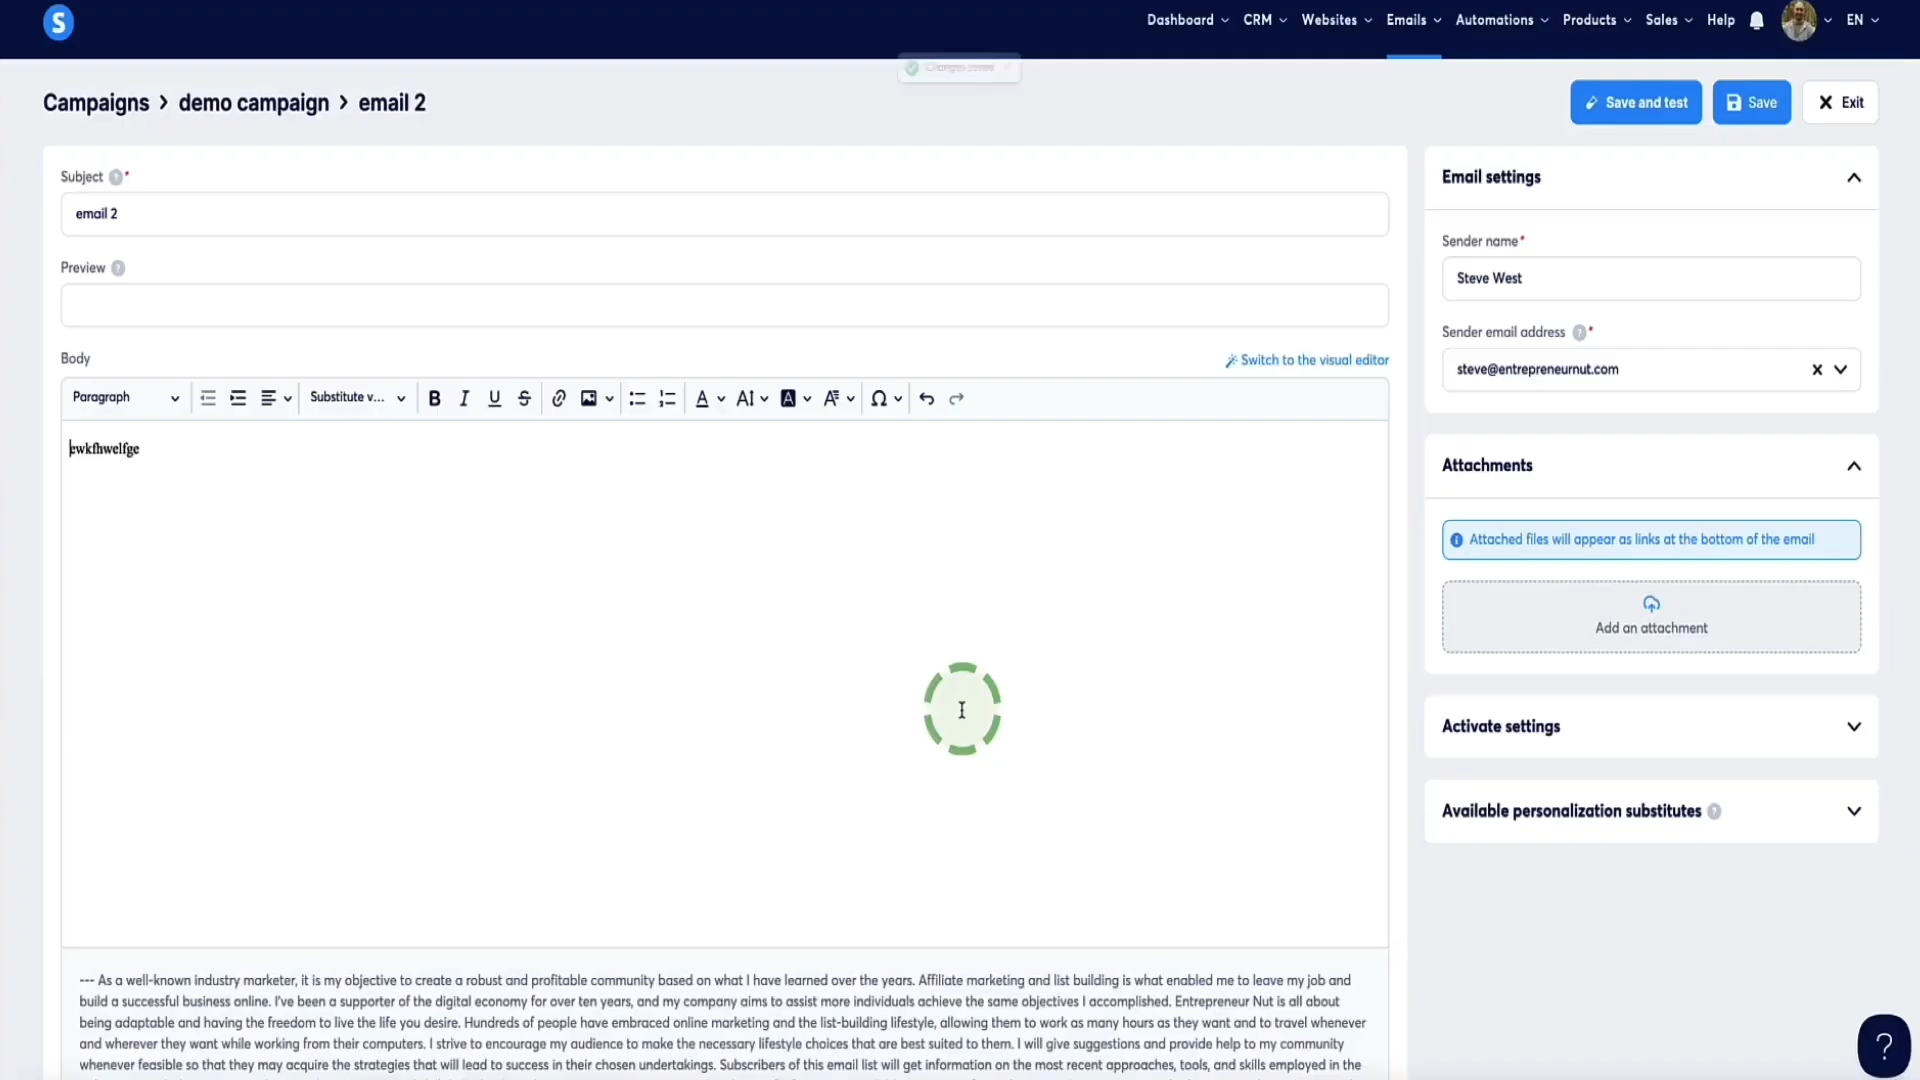 S
Dashboard CRM Websites Emails Automations Products Sales Help EN
Changes saved
Campaigns > demo campaign > email 2
Save and test Save X Exit
Subject ? *
email 2
Preview ?
Body
Switch to the visual editor
Paragraph Substitute v... B I U S A A A A Ω
ewkfhwelfge
--- As a well-known industry marketer, it is my objective to create a robust and profitable community based on what I have learned over the years. Affiliate marketing and list building is what enabled me to leave my job and
build a successful business online. I've been a supporter of the digital economy for over ten years, and my company aims to assist more individuals achieve the same objectives I accomplished. Entrepreneur Nut is all about
being adaptable and having the freedom to live the life you desire. Hundreds of people have embraced online marketing and the list-building lifestyle, allowing them to work as many hours as they want and to travel whenever
and wherever they want while working from their computers. I strive to encourage my audience to make the necessary lifestyle choices that are best suited to them. I will give suggestions and provide help to my community
whenever feasible so that they may acquire the strategies that will lead to success in their chosen undertakings. Subscribers of this email list will get information on the most recent approaches, tools, and skills employed in the
Email settings
Sender name*
Steve West
Sender email address ? *
steve@entrepreneurnut.com
Attachments
Attached files will appear as links at the bottom of the email
Add an attachment
Activate settings
Available personalization substitutes ?
?